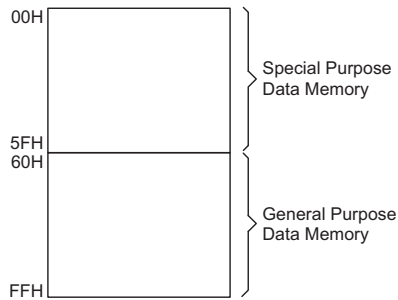 00H
Special Purpose
Data Memory
5FH
60H
General Purpose
Data Memory
FFH